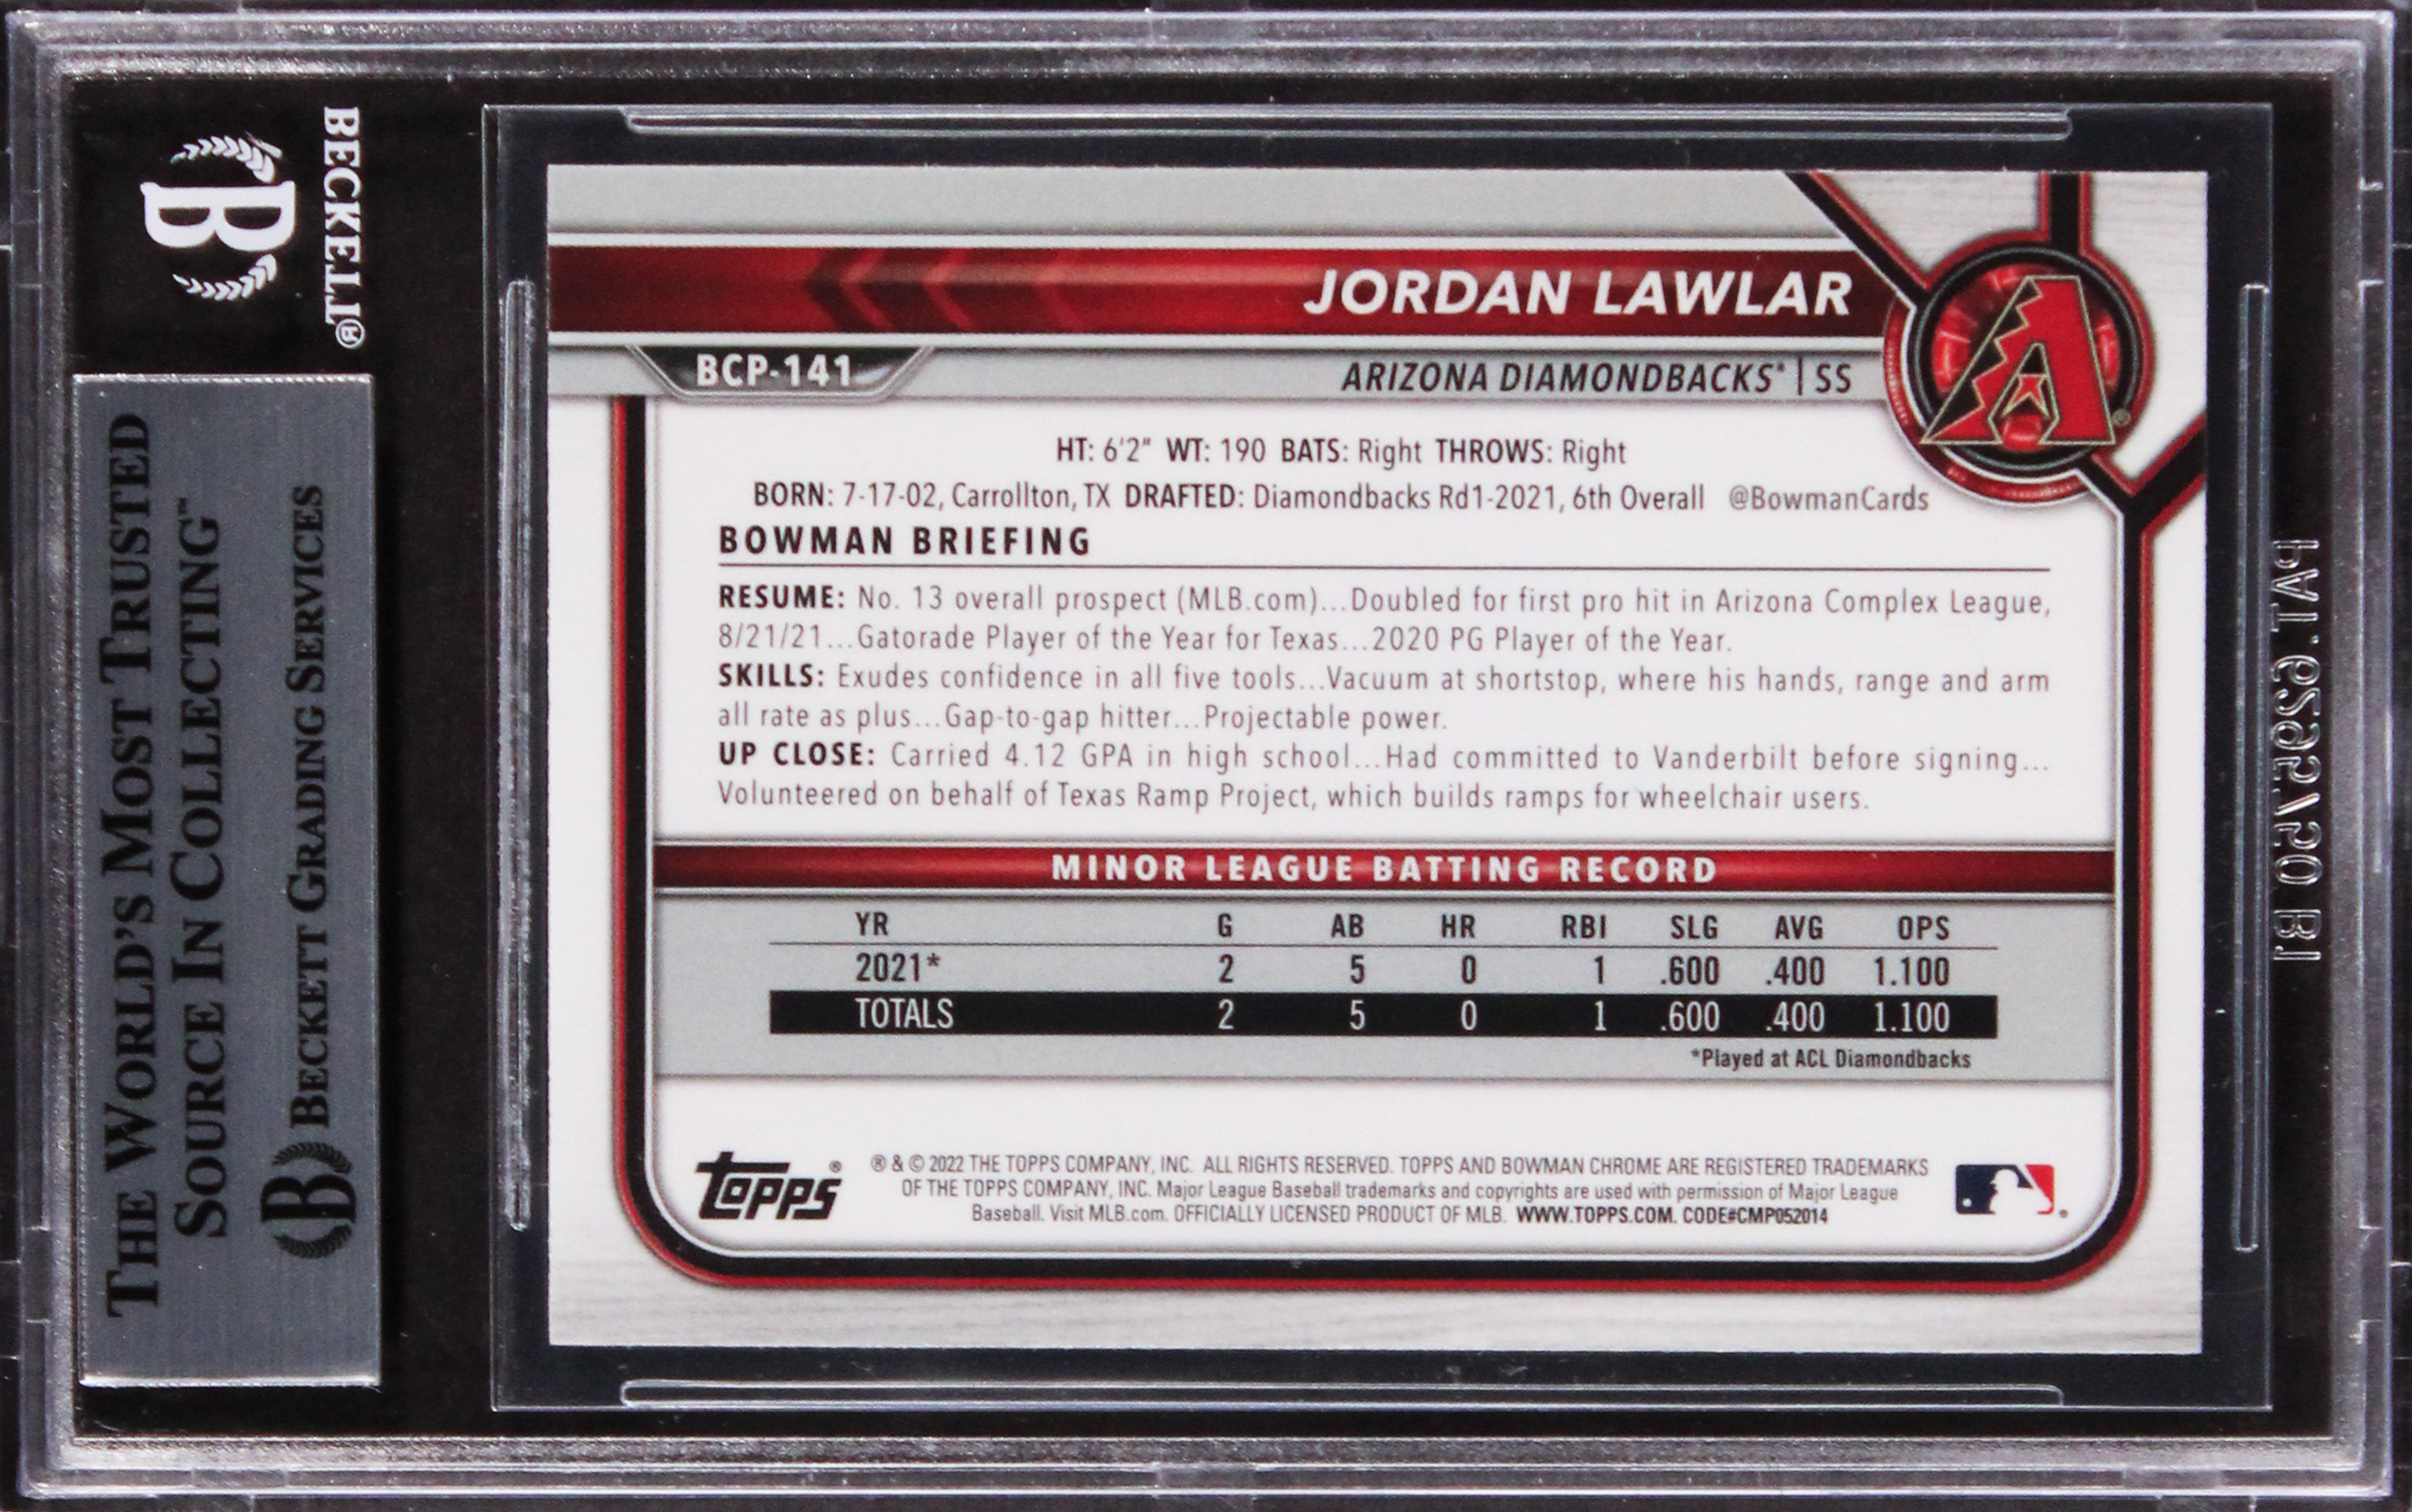 BECKETT®
B
THE WORLD'S MOST TRUSTED
SOURCE IN COLLECTING™
B BECKETT GRADING SERVICES
JORDAN LAWLAR
BCP-141
ARIZONA DIAMONDBACKS® | SS
A ®
HT: 6'2" WT: 190 BATS: Right THROWS: Right
BORN: 7-17-02, Carrollton, TX DRAFTED: Diamondbacks Rd1-2021, 6th Overall @BowmanCards
BOWMAN BRIEFING
RESUME: No. 13 overall prospect (MLB.com)...Doubled for first pro hit in Arizona Complex League,
8/21/21...Gatorade Player of the Year for Texas...2020 PG Player of the Year.
SKILLS: Exudes confidence in all five tools...Vacuum at shortstop, where his hands, range and arm
all rate as plus...Gap-to-gap hitter...Projectable power.
UP CLOSE: Carried 4.12 GPA in high school...Had committed to Vanderbilt before signing...
Volunteered on behalf of Texas Ramp Project, which builds ramps for wheelchair users.
MINOR LEAGUE BATTING RECORD
YR G AB HR RBI SLG AVG OPS
2021* 2 5 0 1 .600 .400 1.100
TOTALS 2 5 0 1 .600 .400 1.100
*Played at ACL Diamondbacks
topps®
® & © 2022 THE TOPPS COMPANY, INC. ALL RIGHTS RESERVED. TOPPS AND BOWMAN CHROME ARE REGISTERED TRADEMARKS
OF THE TOPPS COMPANY, INC. Major League Baseball trademarks and copyrights are used with permission of Major League
Baseball. Visit MLB.com. OFFICIALLY LICENSED PRODUCT OF MLB. WWW.TOPPS.COM. CODE#CMP052014
PAT.